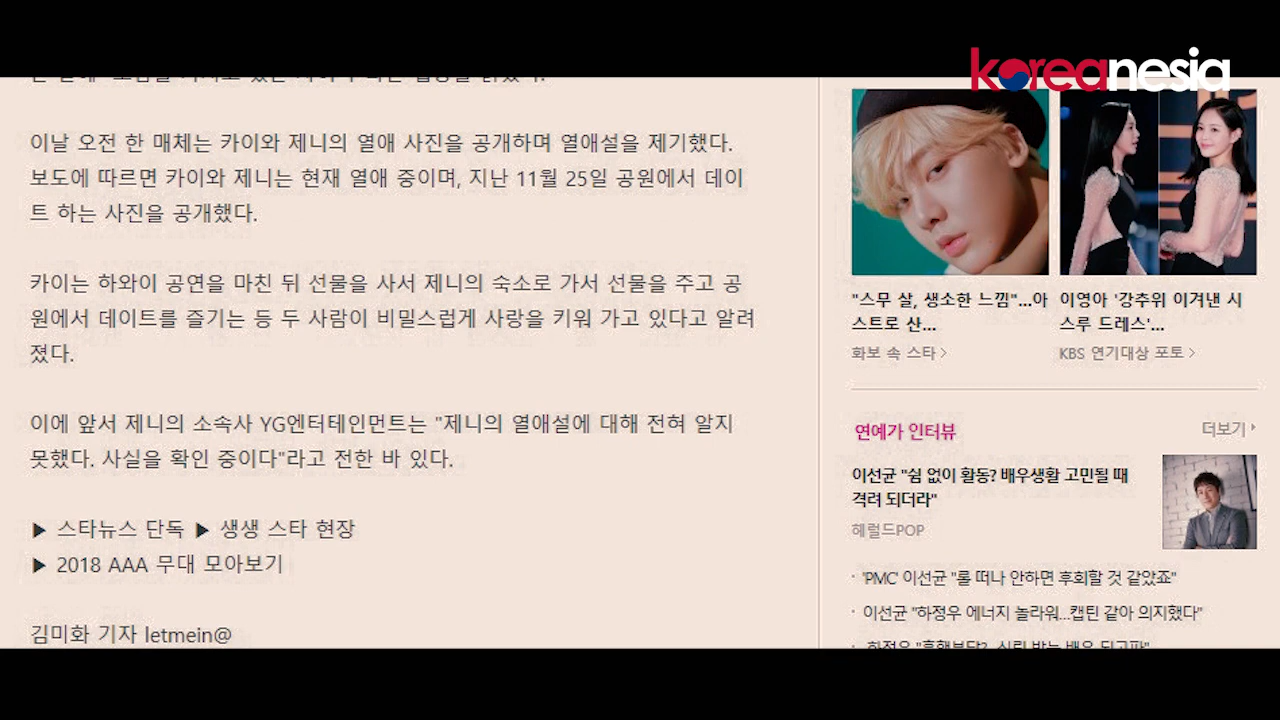 koreanesia
이날 오전 한 매체는 카이와 제니의 열애 사진을 공개하며 열애설을 제기했다.
보도에 따르면 카이와 제니는 현재 열애 중이며, 지난 11월 25일 공원에서 데이
트 하는 사진을 공개했다.
카이는 하와이 공연을 마친 뒤 선물을 사서 제니의 숙소로 가서 선물을 주고 공
원에서 데이트를 즐기는 등 두 사람이 비밀스럽게 사랑을 키워 가고 있다고 알려
졌다.
이에 앞서 제니의 소속사 YG엔터테인먼트는 "제니의 열애설에 대해 전혀 알지
못했다. 사실을 확인 중이다"라고 전한 바 있다.
▶ 스타뉴스 단독 ▶ 생생 스타 현장
▶ 2018 AAA 무대 모아보기
김미화 기자 letmein@
"스무 살, 생소한 느낌"...아
스트로 산...
화보 속 스타 >
이영아 '강추위 이겨낸 시
스루 드레스'...
KBS 연기대상 포토 >
연예가 인터뷰
더보기
이선균 "쉼 없이 활동? 배우생활 고민될 때
격려 되더라"
헤럴드POP
· 'PMC' 이선균 "롤 떠나 안하면 후회할 것 같았죠"
· 이선균 "하정우 에너지 놀라워...캡틴 같아 의지했다"